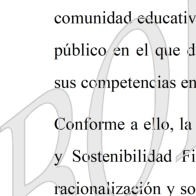 comunidad educativ
público en el que d
sus competencias en
Conforme a ello, la
y Sostenibilidad Fi
racionalización y so